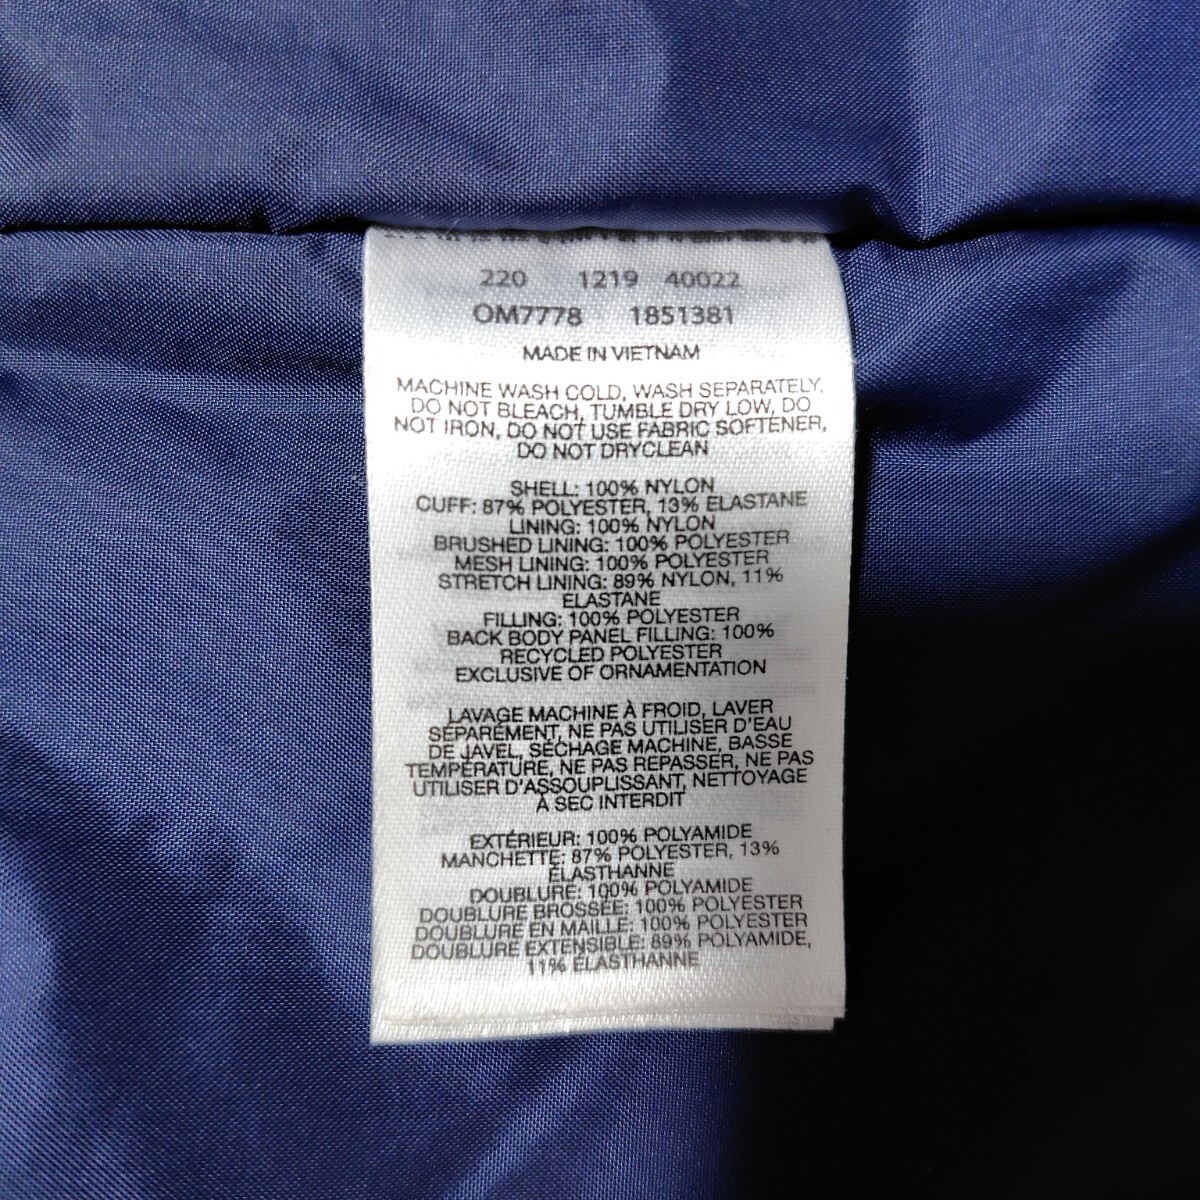 220 1219 40022
OM7778 1851381
MADE IN VIETNAM
MACHINE WASH COLD, WASH SEPARATELY,
DO NOT BLEACH, TUMBLE DRY LOW, DO
NOT IRON, DO NOT USE FABRIC SOFTENER,
DO NOT DRYCLEAN
SHELL: 100% NYLON
CUFF: 87% POLYESTER, 13% ELASTANE
LINING: 100% NYLON
BRUSHED LINING: 100% POLYESTER
MESH LINING: 100% POLYESTER
STRETCH LINING: 89% NYLON, 11%
ELASTANE
FILLING: 100% POLYESTER
BACK BODY PANEL FILLING: 100%
RECYCLED POLYESTER
EXCLUSIVE OF ORNAMENTATION
LAVAGE MACHINE À FROID, LAVER
SÉPARÉMENT, NE PAS UTILISER D'EAU
DE JAVEL, SÉCHAGE MACHINE, BASSE
TEMPÉRATURE, NE PAS REPASSER, NE PAS
UTILISER D'ASSOUPLISSANT, NETTOYAGE
À SEC INTERDIT
EXTÉRIEUR: 100% POLYAMIDE
MANCHETTE: 87% POLYESTER, 13%
ÉLASTHANNE
DOUBLURE: 100% POLYAMIDE
DOUBLURE BROSSÉE: 100% POLYESTER
DOUBLURE EN MAILLE: 100% POLYESTER
DOUBLURE EXTENSIBLE: 89% POLYAMIDE,
11% ÉLASTHANNE